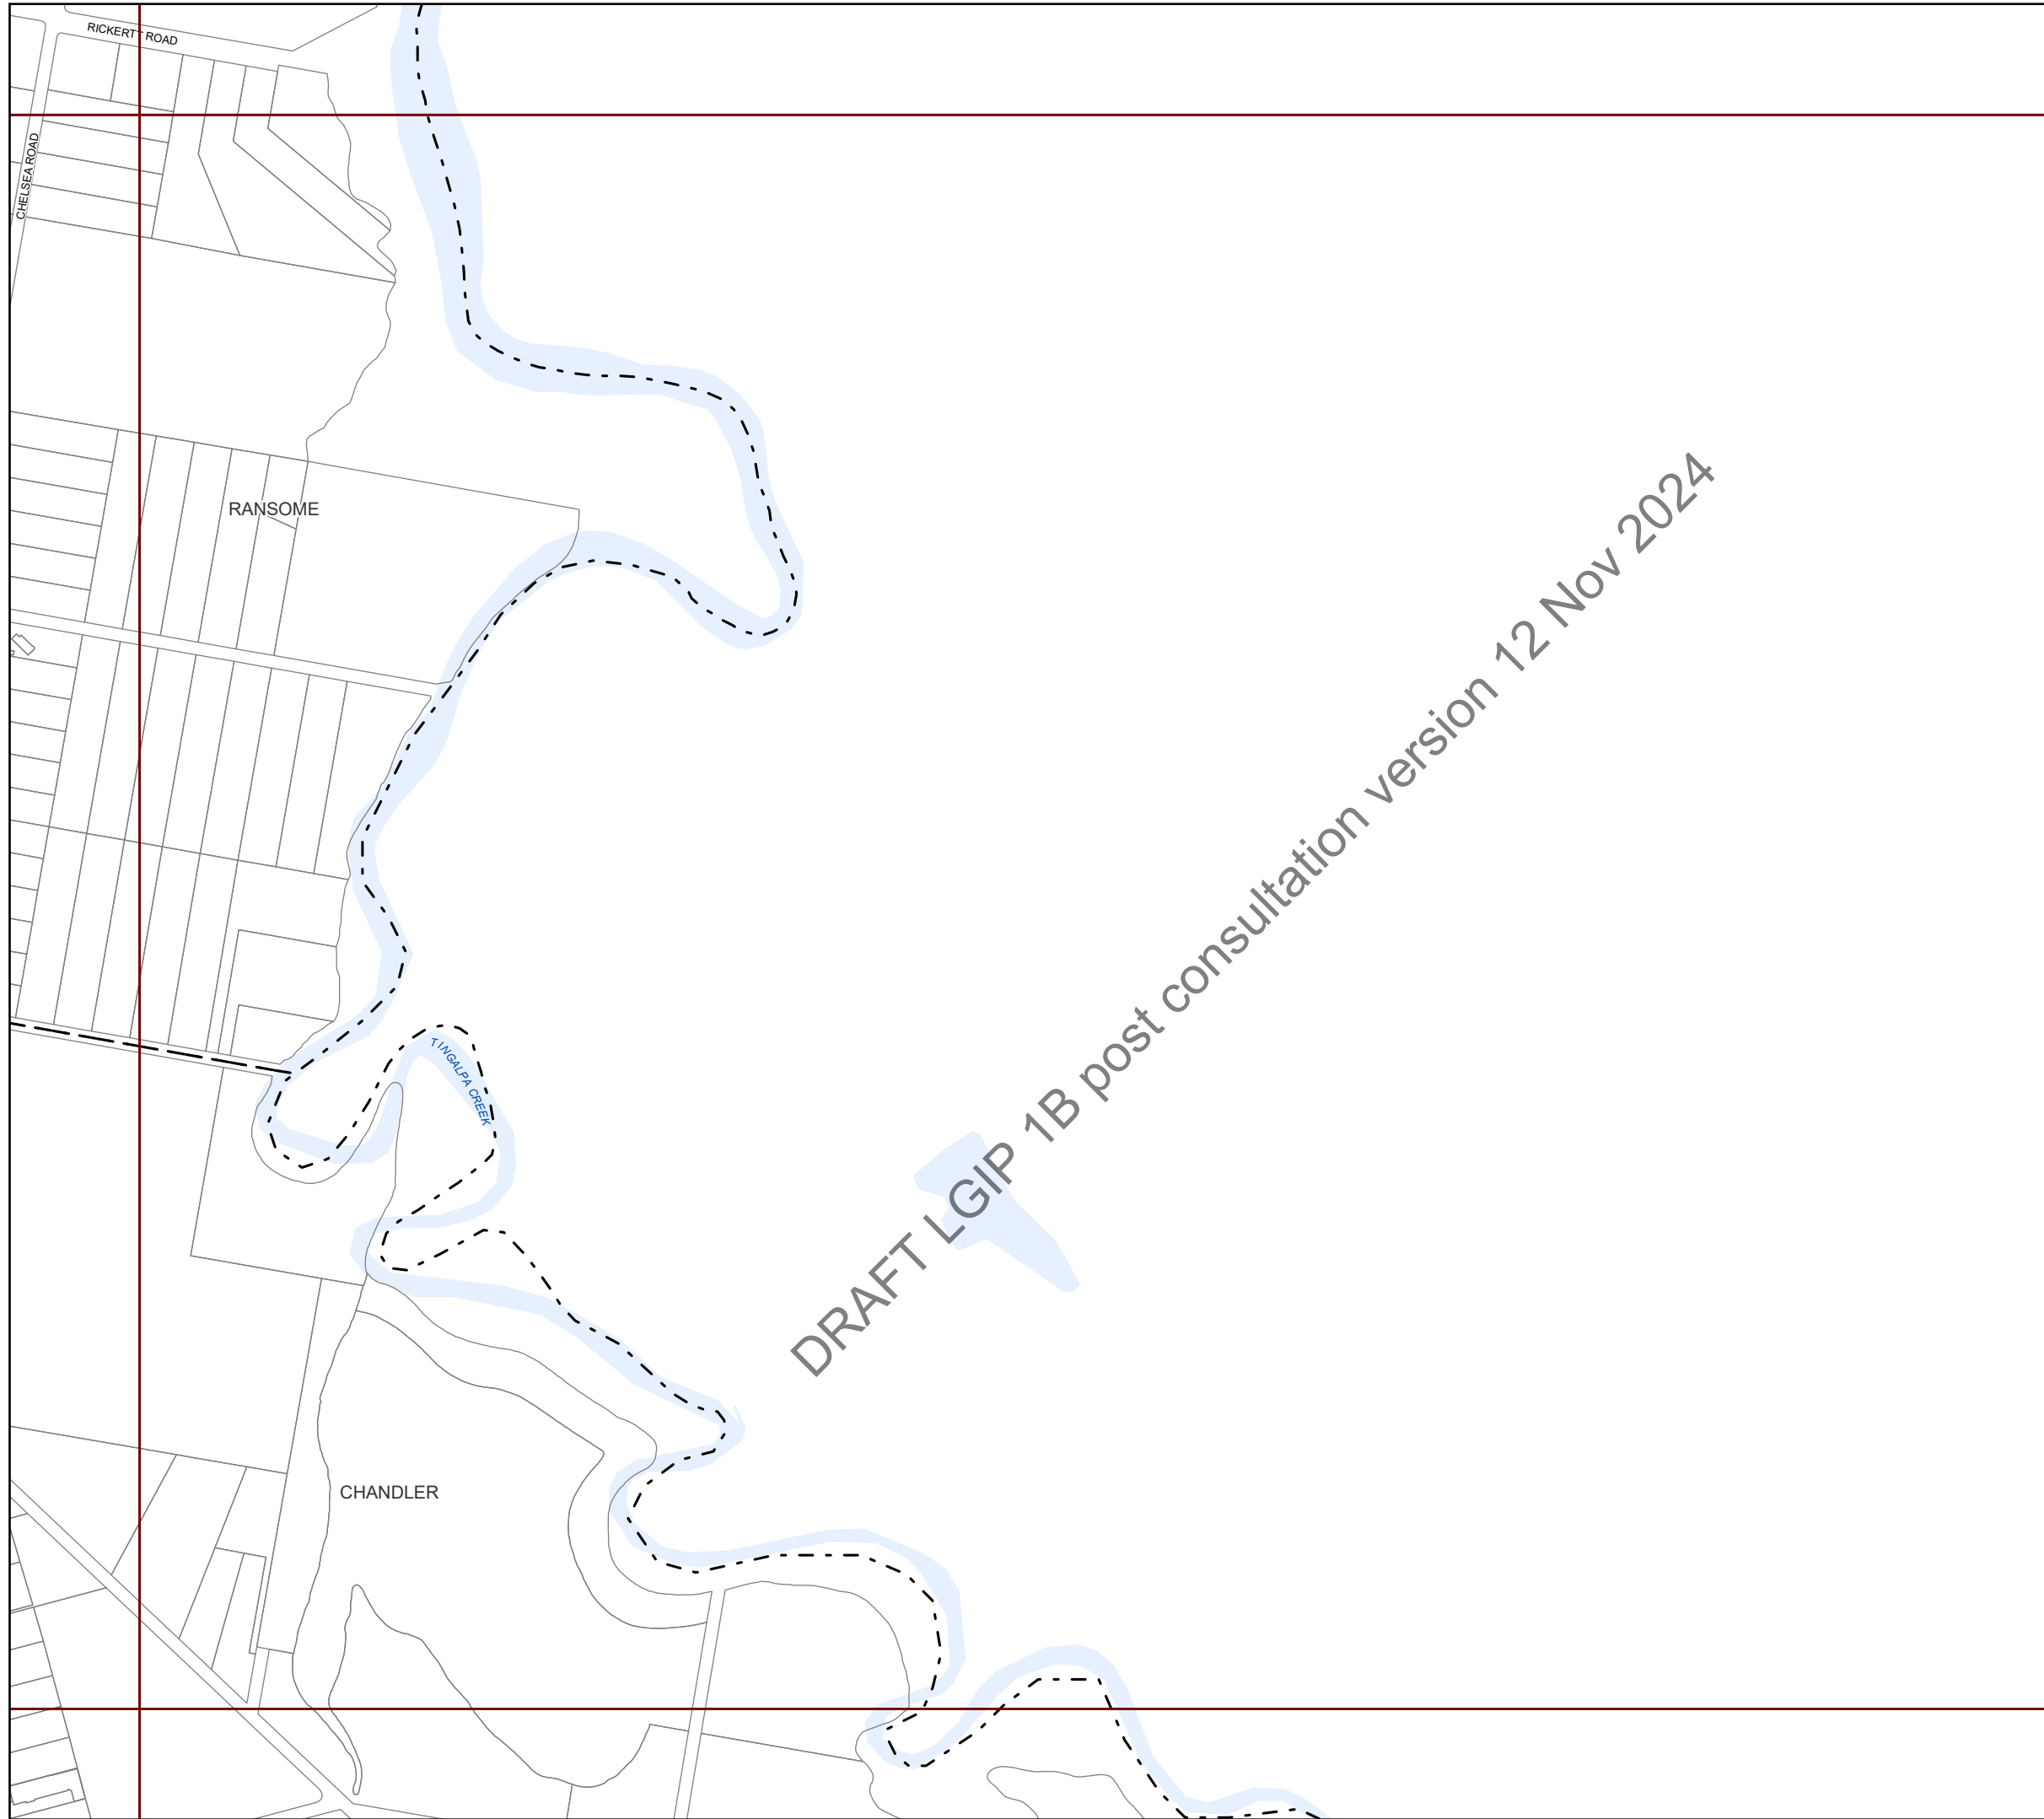 RICKERTT ROAD
CHELSEA ROAD
RANSOME
TINGALPA CREEK
DRAFT LGIP 1B post consultation version 12 Nov 2024
CHANDLER